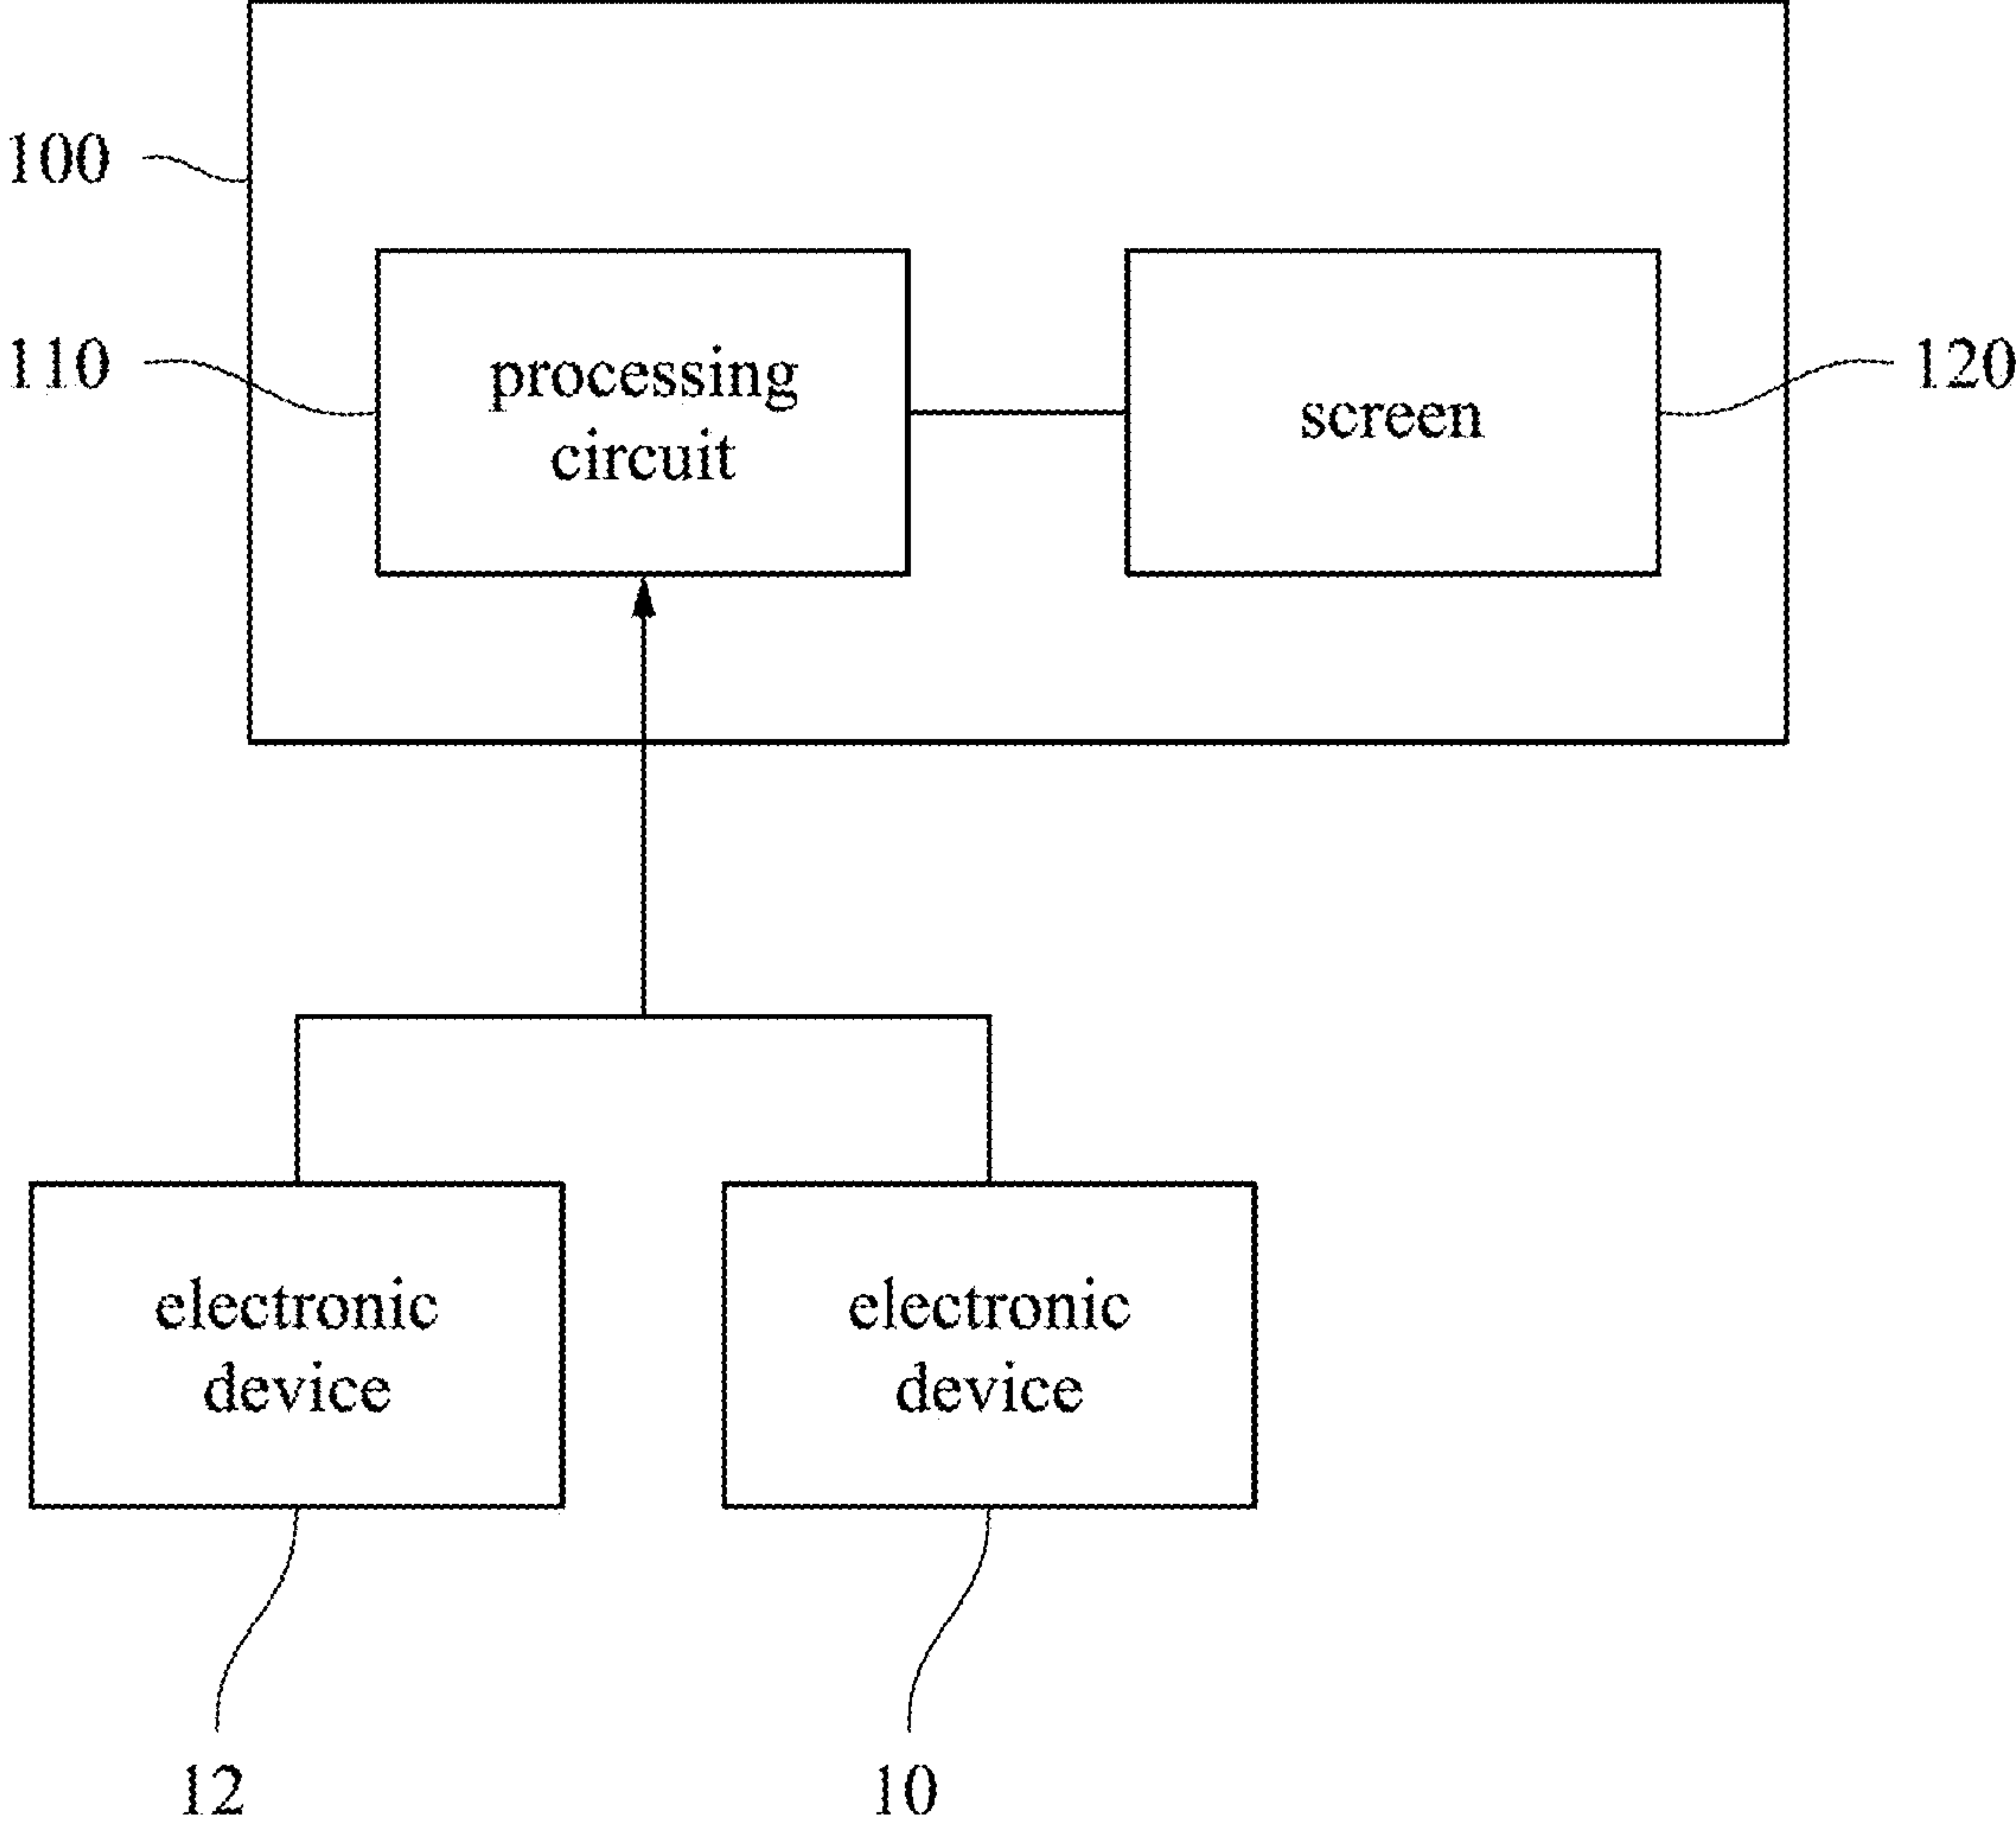 100
110
processing
circuit
screen
120
electronic
device
electronic
device
12
10